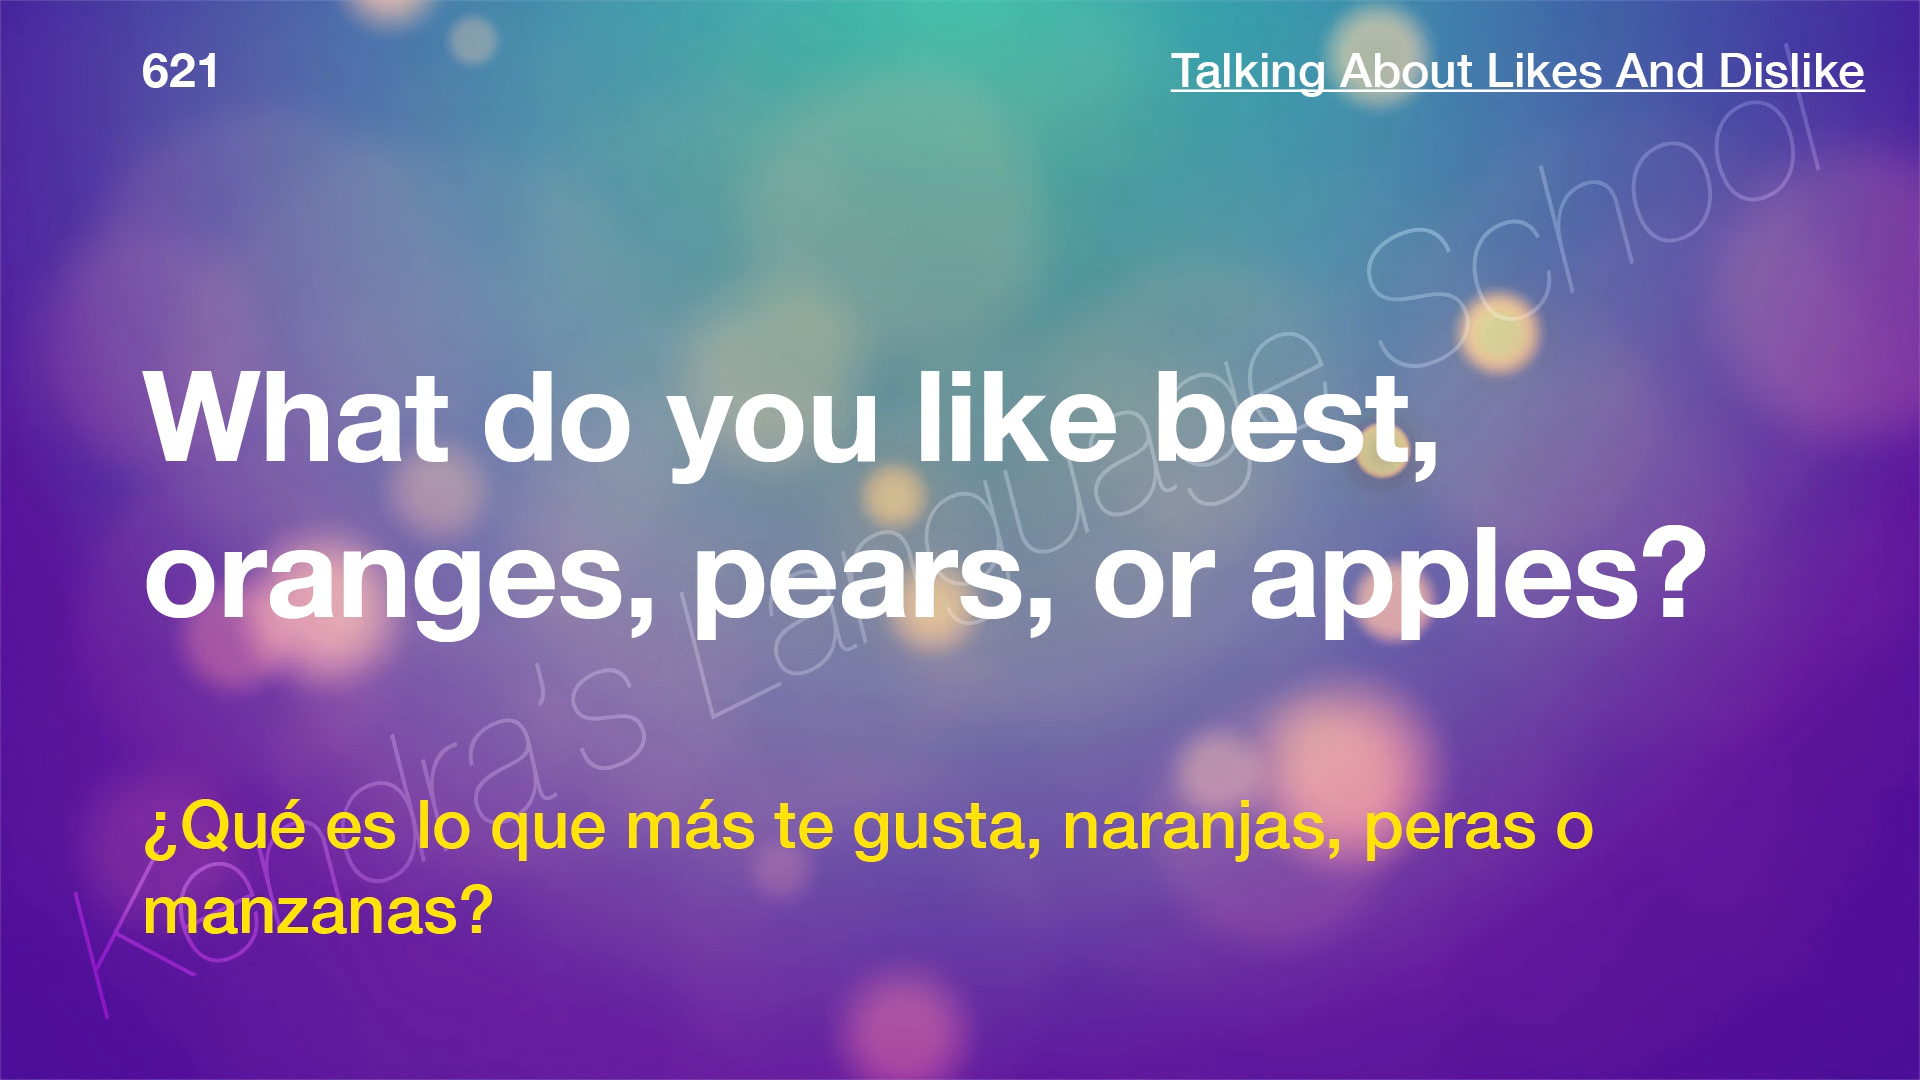 621
Talking About Likes And Dislike
What do you like best,
oranges, pears, or apples?
¿Qué es lo que más te gusta, naranjas, peras o
manzanas?
Kendra's Language School